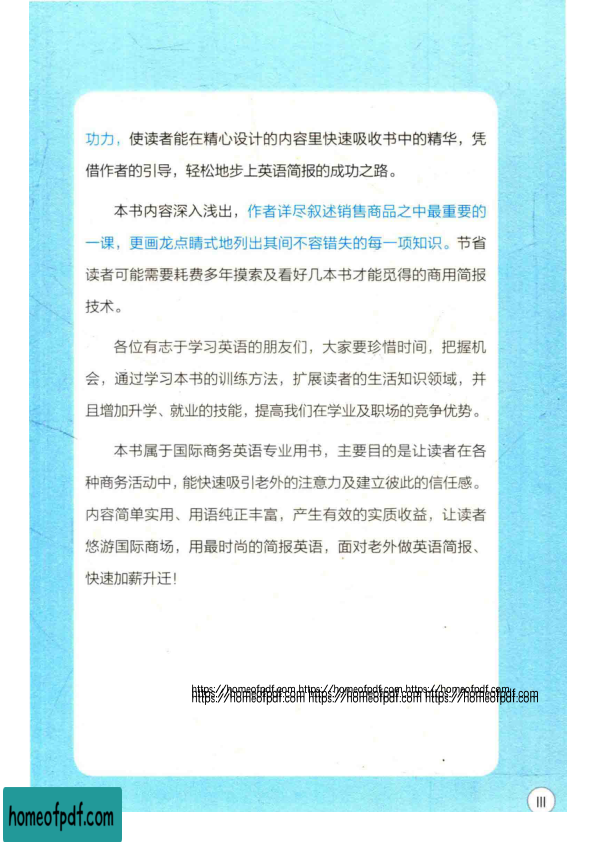 功力，使读者能在精心设计的内容里快速吸收书中的精华，凭
借作者的引导，轻松地步上英语简报的成功之路。
本书内容深入浅出，作者详尽叙述销售商品之中最重要的
一课，更画龙点睛式地列出其间不容错失的每一项知识。节省
读者可能需要耗费多年摸索及看好几本书才能觅得的商用简报
技术。
各位有志于学习英语的朋友们，大家要珍惜时间，把握机
会，通过学习本书的训练方法，扩展读者的生活知识领域，并
且增加升学、就业的技能，提高我们在学业及职场的竞争优势。
本书属于国际商务英语专业用书，主要目的是让读者在各
种商务活动中，能快速吸引老外的注意力及建立彼此的信任感。
内容简单实用、用语纯正丰富，产生有效的实质收益，让读者
悠游国际商场，用最时尚的简报英语，面对老外做英语简报、
快速加薪升迁！
https://homeofpdf.com https://homeofpdf.com https://homeofpdf.com
https://homeofpdf.com https://homeofpdf.com https://homeofpdf.com
III
homeofpdf.com